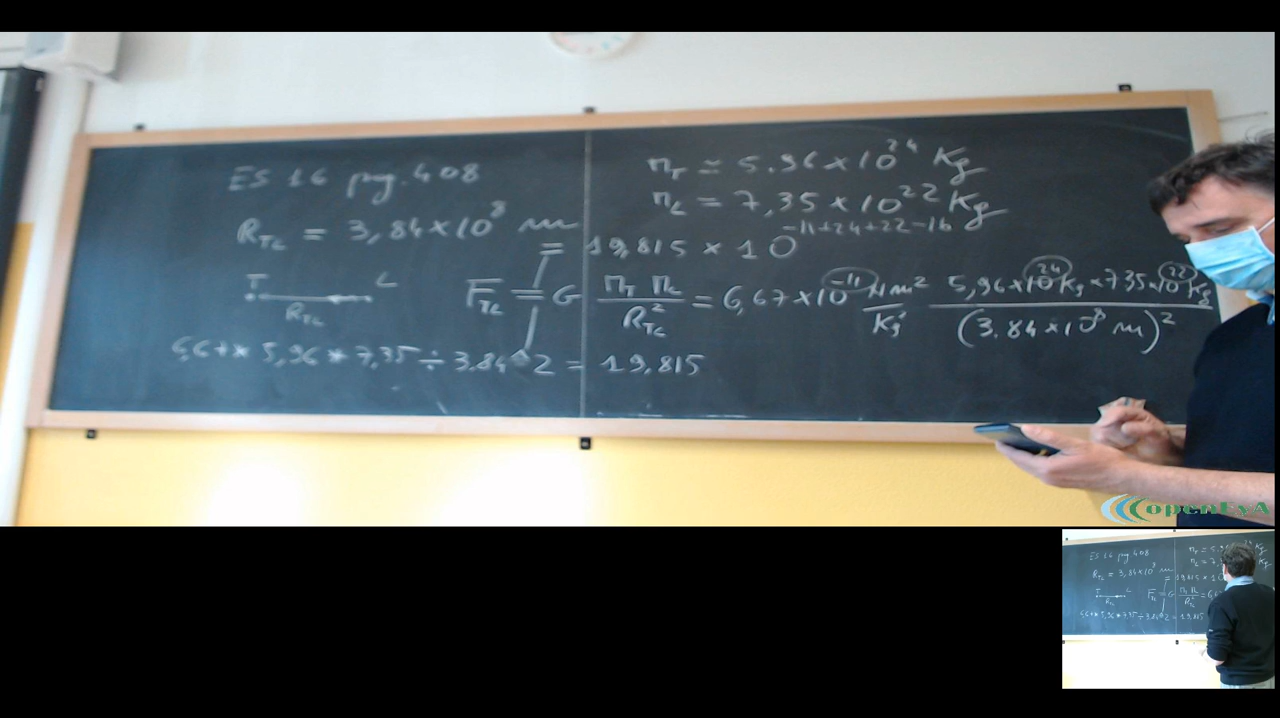 ES 16 pag. 408
R_TL = 3,84×10^8 m
T L
R_TL
M_T = 5.96×10^24 Kg
M_L = 7,35×10^22 Kg
= 19,815 × 10^-11+24+22-16
F_TL = G M_T M_L / R_TL^2 = 6,67×10^-11 N m^2 / Kg^2 5,96×10^24 Kg × 7,35×10^22 Kg / (3.84×10^8 m)^2
6,67 * 5,96 * 7,35 ÷ 3.84^2 = 19,815
openEyA